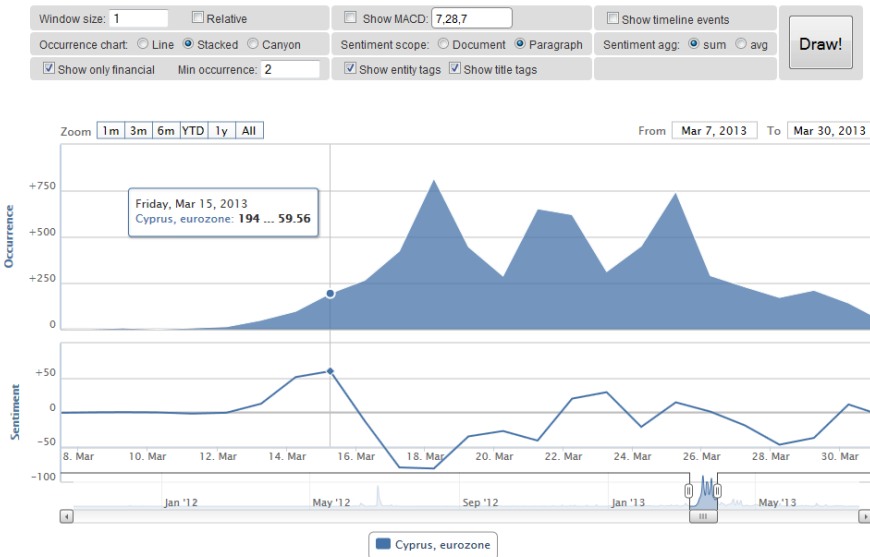 Window size: 1 Relative Show MACD: 7,28,7 Show timeline events
Occurrence chart: Line Stacked Canyon Sentiment scope: Document Paragraph Sentiment agg: sum avg Draw!
Show only financial Min occurrence: 2 Show entity tags Show title tags
Zoom 1m 3m 6m YTD 1y All From Mar 7, 2013 To Mar 30, 2013
+750
Friday, Mar 15, 2013
Cyprus, eurozone: 194 ... 59.56
+500
+250
0
Occurrence
+50
0
-50
-100
Sentiment
8. Mar 10. Mar 12. Mar 14. Mar 16. Mar 18. Mar 20. Mar 22. Mar 24. Mar 26. Mar 28. Mar 30. Mar
Jan '12 May '12 Sep '12 Jan '13 May '13
Cyprus, eurozone